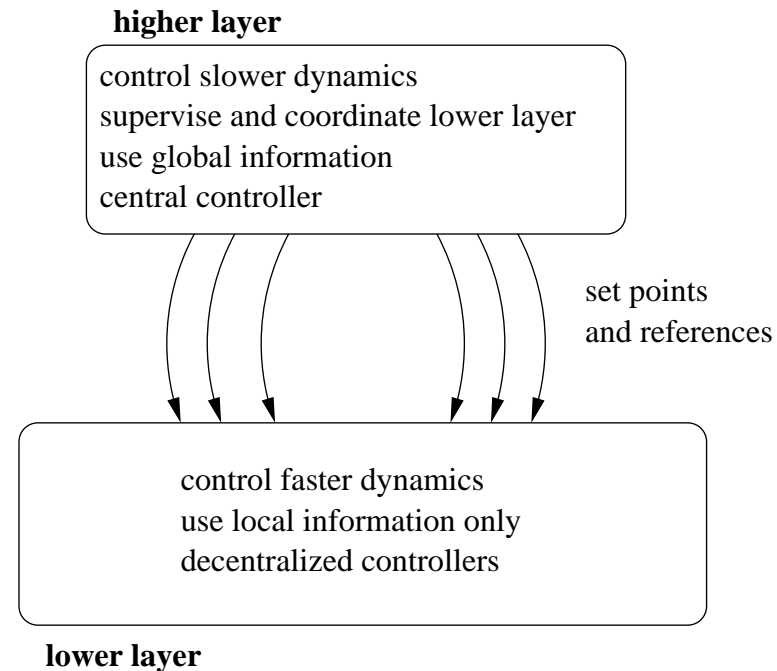 higher layer
control slower dynamics
supervise and coordinate lower layer
use global information
central controller
set points
and references
control faster dynamics
use local information only
decentralized controllers
lower layer